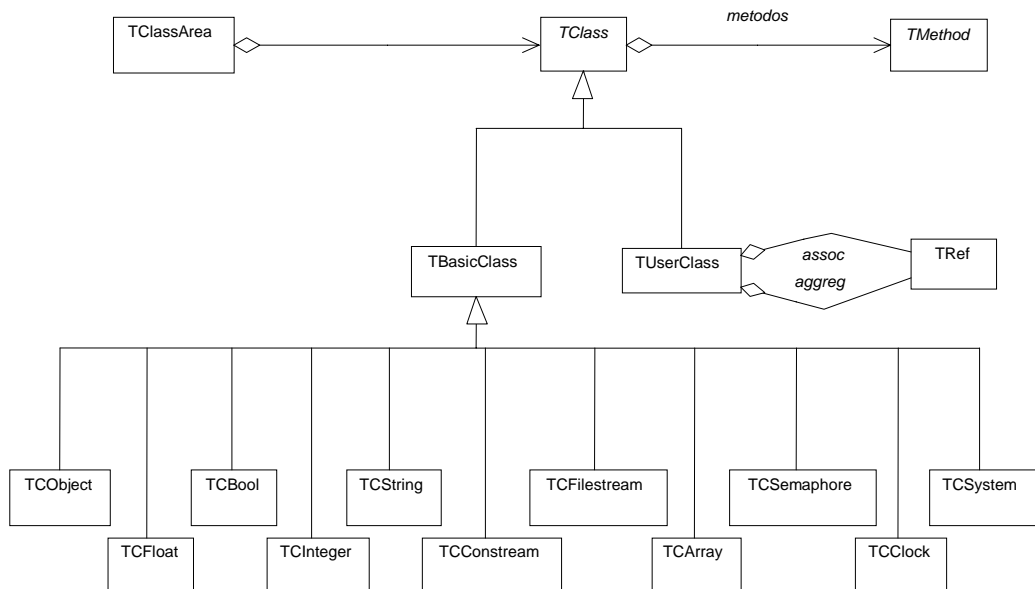 TClassArea
TClass
metodos
TMethod
TBasicClass
TUserClass
assoc
aggreg
TRef
TCObject
TCBool
TCString
TCFilestream
TCSemaphore
TCSystem
TCFloat
TCInteger
TCConstream
TCArray
TCClock